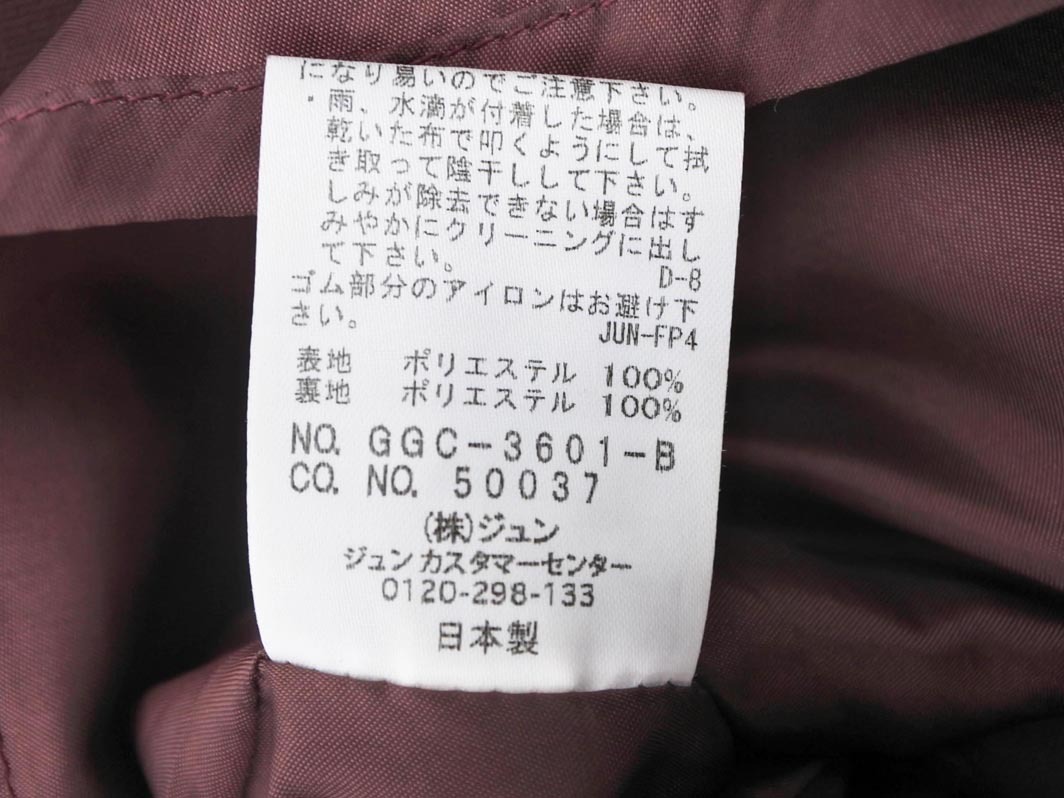 になり易いのでご注意下さい。
・雨、水滴が付着した場合は、
乾いた布で叩くようにして拭
き取って陰干しして下さい。
しみが除去できない場合はす
みやかにクリーニングに出し
て下さい。
D-8
ゴム部分のアイロンはお避け下
さい。
JUN-FP4
表地 ポリエステル 100%
裏地 ポリエステル 100%
NO. GGC-3601-B
CO. NO. 50037
(株)ジュン
ジュンカスタマーセンター
0120-298-133
日本製